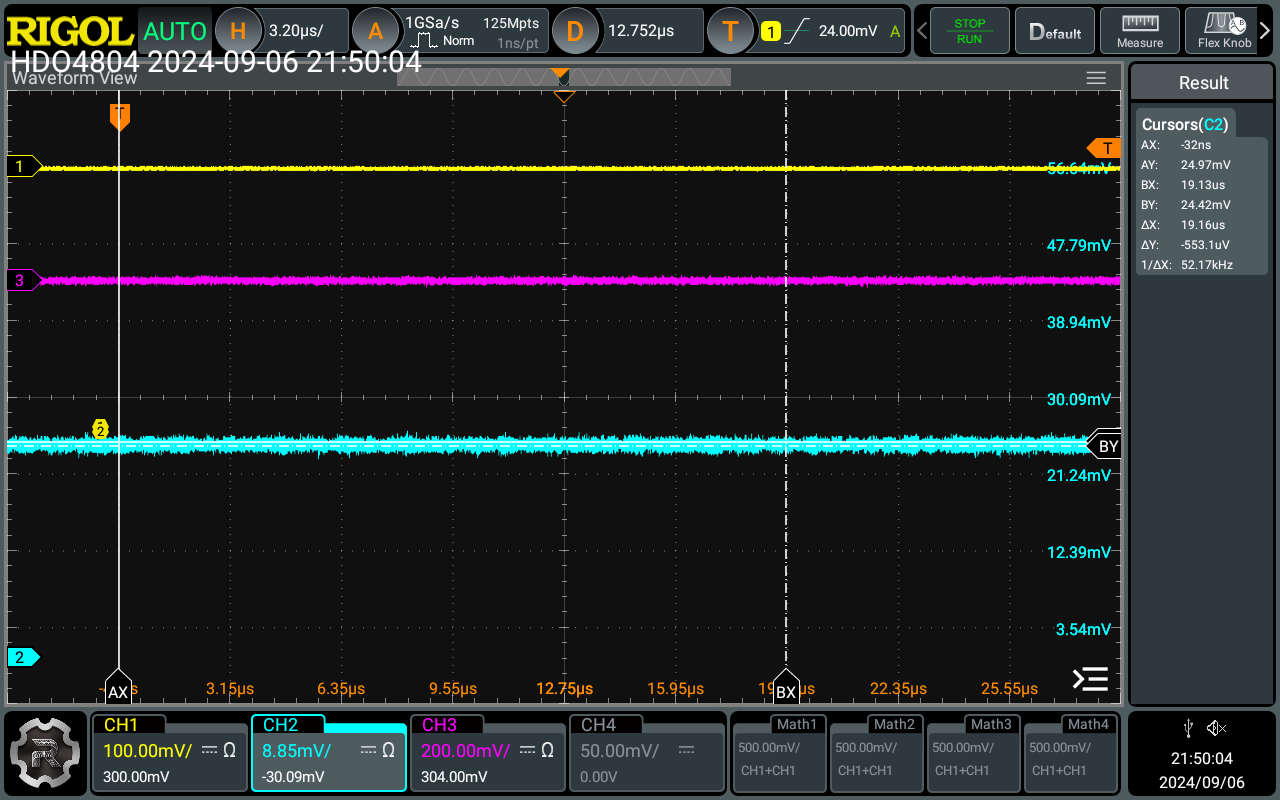 RIGOL AUTO H 3.20μs/ A 1GSa/s 125Mpts Norm 1ns/pt D 12.752μs T 1 24.00mV A STOP RUN Default Measure Flex Knob
HDO4804 2024-09-06 21:50:04
Waveform View
Result
T
Cursors(C2)
AX: -32ns
AY: 24.97mV
BX: 19.13us
BY: 24.42mV
ΔX: 19.16us
ΔY: -553.1uV
1/ΔX: 52.17kHz
T
1 56.64mV
47.79mV
3
38.94mV
30.09mV
2
BY
21.24mV
12.39mV
3.54mV
2
AX 3.15μs 6.35μs 9.55μs 12.75μs 15.95μs BX 22.35μs 25.55μs
CH1 CH2 CH3 CH4 Math1 Math2 Math3 Math4
100.00mV/ Ω 8.85mV/ Ω 200.00mV/ Ω 50.00mV/ 500.00mV/ 500.00mV/ 500.00mV/ 500.00mV/
300.00mV -30.09mV 304.00mV 0.00V CH1+CH1 CH1+CH1 CH1+CH1 CH1+CH1
R
21:50:04
2024/09/06